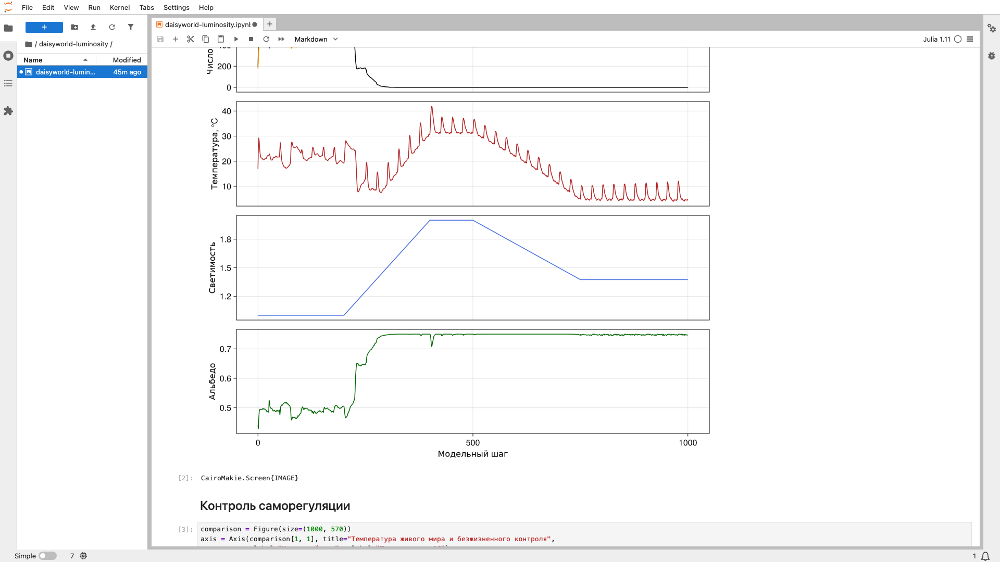 File Edit View Run Kernel Tabs Settings Help
/ daisyworld-luminosity /
Name Modified
daisyworld-lumin... 45m ago
daisyworld-luminosity.ipynb
Markdown
Julia 1.11
Число
200
0
Температура, °C
40
30
20
10
Светимость
1.8
1.5
1.2
Альбедо
0.7
0.6
0.5
0 500 1000
Модельный шаг
[2]: CairoMakie.Screen{IMAGE}
Контроль саморегуляции
[3]: comparison = Figure(size=(1000, 570))
axis = Axis(comparison[1, 1], title="Температура живого мира и безжизненного контроля",
Simple 7 1